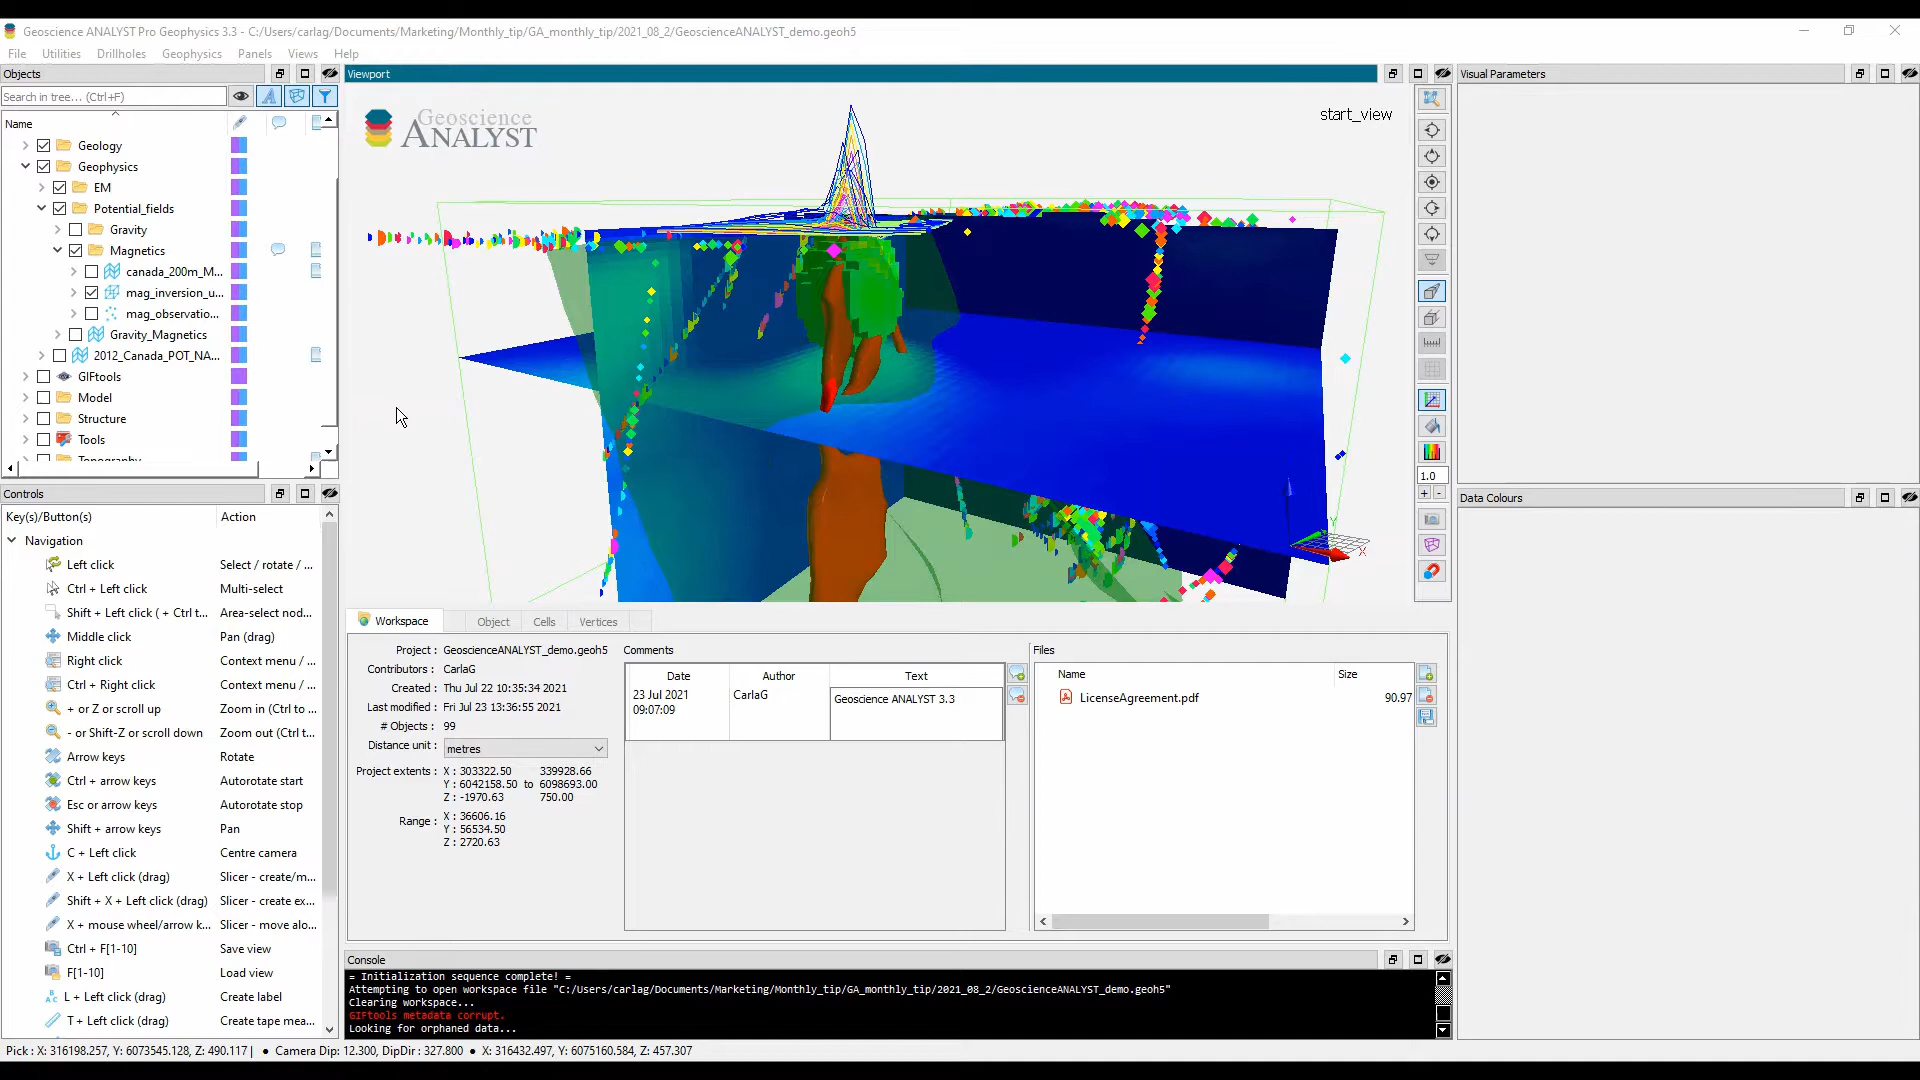 Geoscience ANALYST Pro Geophysics 3.3 - C:/Users/carlag/Documents/Marketing/Monthly_tip/GA_monthly_tip/2021_08_2/GeoscienceANALYST_demo.geoh5
File Utilities Drillholes Geophysics Panels Views Help
Objects
Search in tree... (Ctrl+F)
Name
Geology
Geophysics
EM
Potential_fields
Gravity
Magnetics
canada_200m_M...
mag_inversion_u...
mag_observatio...
Gravity_Magnetics
2012_Canada_POT_NA...
GIFtools
Model
Structure
Tools
Viewport
Geoscience
ANALYST
start_view
1.0
+ -
Y
X
Visual Parameters
Data Colours
Controls
Key(s)/Button(s) Action
Navigation
Left click Select / rotate / ...
Ctrl + Left click Multi-select
Shift + Left click ( + Ctrl t... Area-select nod...
Middle click Pan (drag)
Right click Context menu / ...
Ctrl + Right click Context menu / ...
+ or Z or scroll up Zoom in (Ctrl to ...
- or Shift-Z or scroll down Zoom out (Ctrl t...
Arrow keys Rotate
Ctrl + arrow keys Autorotate start
Esc or arrow keys Autorotate stop
Shift + arrow keys Pan
C + Left click Centre camera
X + Left click (drag) Slicer - create/m...
Shift + X + Left click (drag) Slicer - create ex...
X + mouse wheel/arrow k... Slicer - move alo...
Ctrl + F[1-10] Save view
F[1-10] Load view
L + Left click (drag) Create label
T + Left click (drag) Create tape mea...
Workspace Object Cells Vertices
Project : GeoscienceANALYST_demo.geoh5
Contributors : CarlaG
Created : Thu Jul 22 10:35:34 2021
Last modified : Fri Jul 23 13:36:55 2021
# Objects : 99
Distance unit : metres
Project extents : X : 303322.50 339928.66
Y : 6042158.50 to 6098693.00
Z : -1970.63 750.00
Range : X : 36606.16
Y : 56534.50
Z : 2720.63
Comments
Date Author Text
23 Jul 2021 09:07:09 CarlaG Geoscience ANALYST 3.3
Files
Name Size
LicenseAgreement.pdf 90.97
Console
= Initialization sequence complete! =
Attempting to open workspace file "C:/Users/carlag/Documents/Marketing/Monthly_tip/GA_monthly_tip/2021_08_2/GeoscienceANALYST_demo.geoh5"
Clearing workspace...
GIFtools metadata corrupt.
Looking for orphaned data...
Pick : X: 316198.257, Y: 6073545.128, Z: 490.117 | ● Camera Dip: 12.300, DipDir : 327.800 ● X: 316432.497, Y: 6075160.584, Z: 457.307